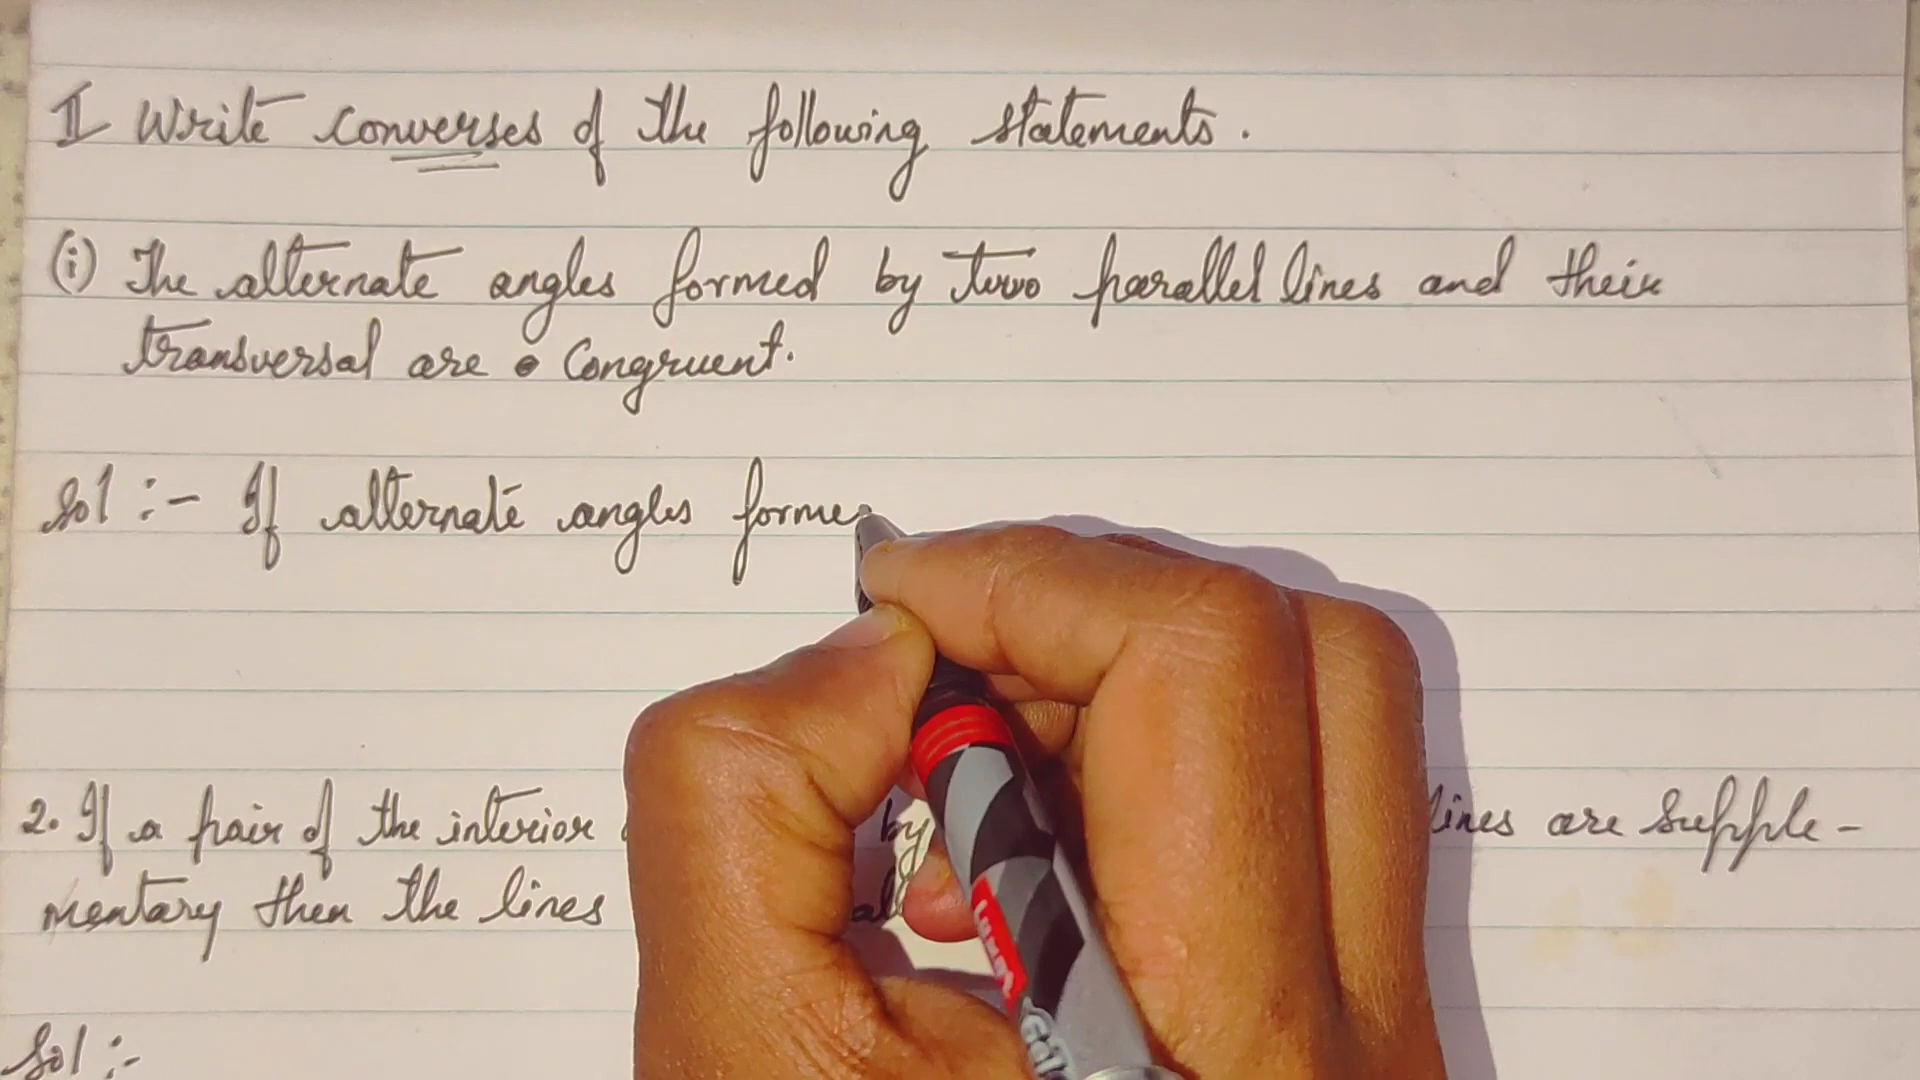 II Write converses of the following statements.
(i) The alternate angles formed by two parallel lines and their
transversal are congruent.
Sol :- If alternate angles forme
2. If a pair of the interior by lines are supple-
mentary then the lines
Sol :-